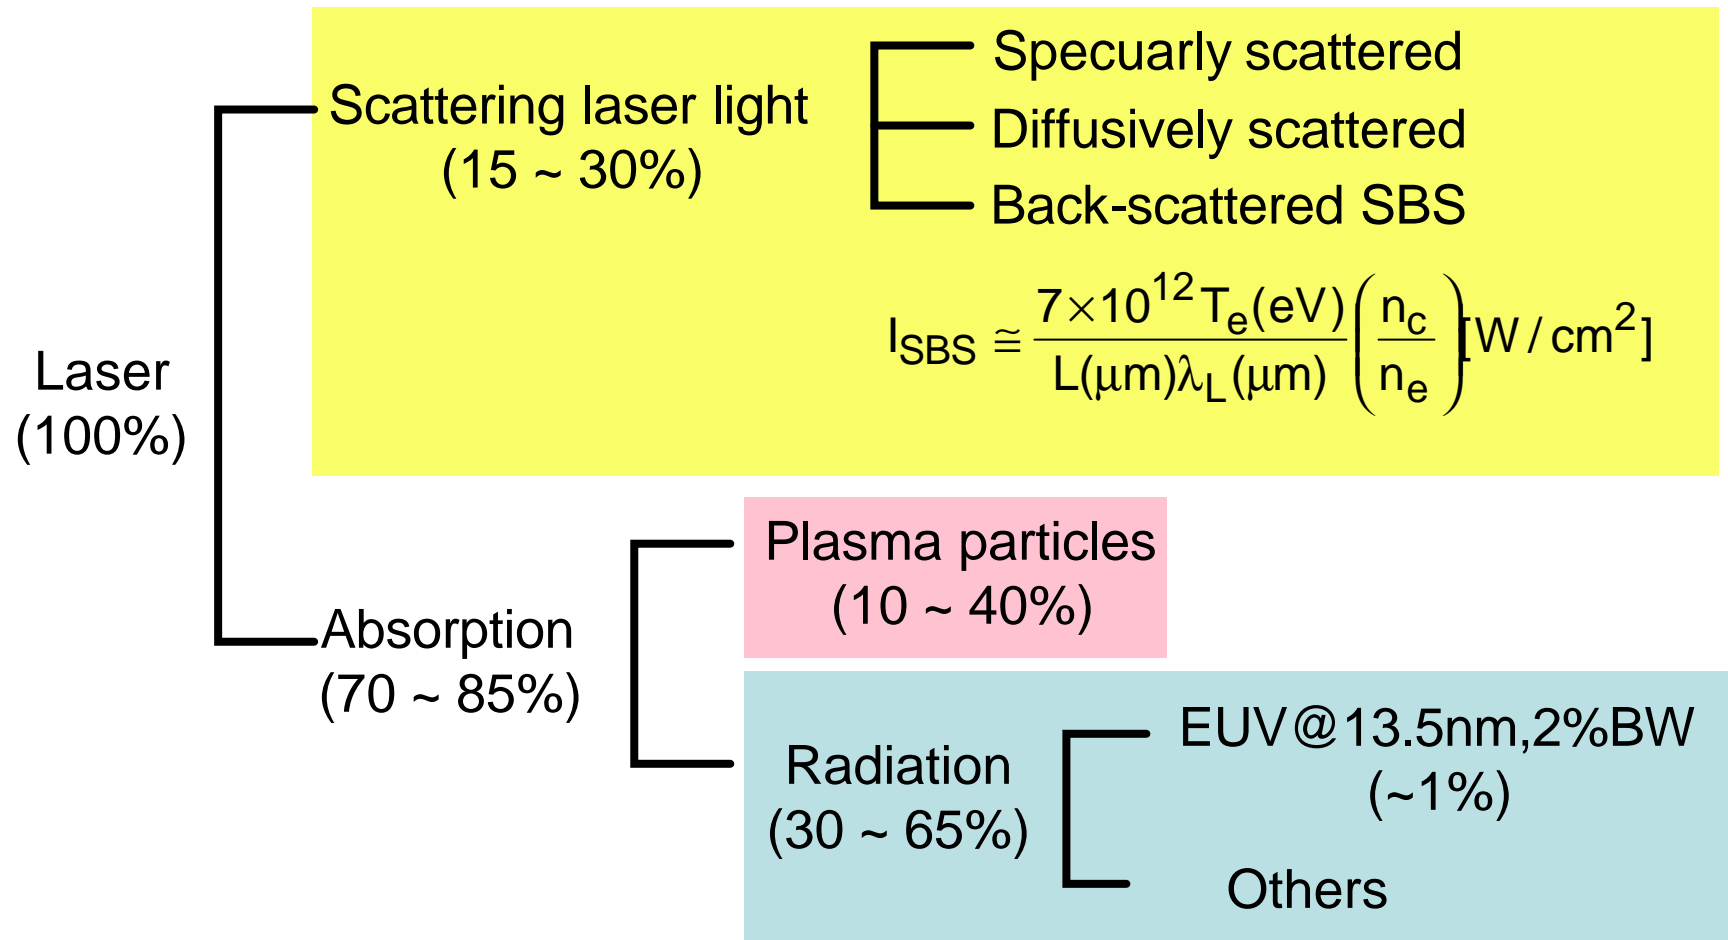 Specuarly scattered
Scattering laser light
(15 ~ 30%)
Diffusively scattered
Back-scattered SBS
I_SBS ≅ 7×10^12 T_e(eV) / L(μm)λ_L(μm) (n_c / n_e) [W / cm^2]
Laser
(100%)
Plasma particles
(10 ~ 40%)
Absorption
(70 ~ 85%)
EUV@13.5nm,2%BW
(~1%)
Radiation
(30 ~ 65%)
Others